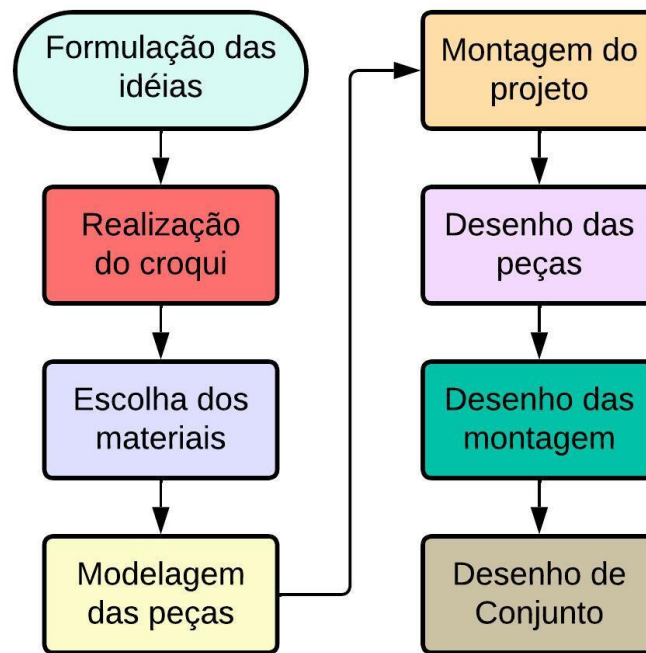 Formulação das
idéias
Realização
do croqui
Escolha dos
materiais
Modelagem
das peças
Montagem do
projeto
Desenho das
peças
Desenho das
montagem
Desenho de
Conjunto